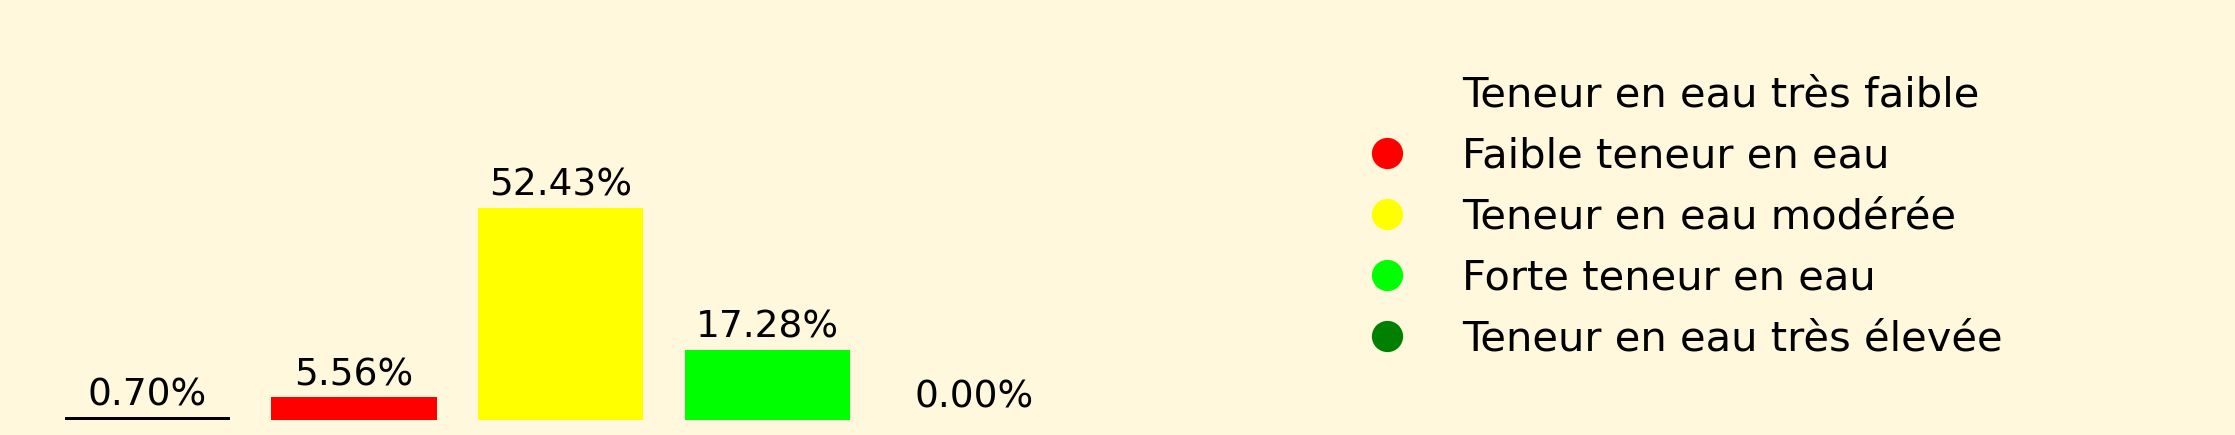 0.70%
5.56%
52.43%
17.28%
0.00%
Teneur en eau très faible
Faible teneur en eau
Teneur en eau modérée
Forte teneur en eau
Teneur en eau très élevée